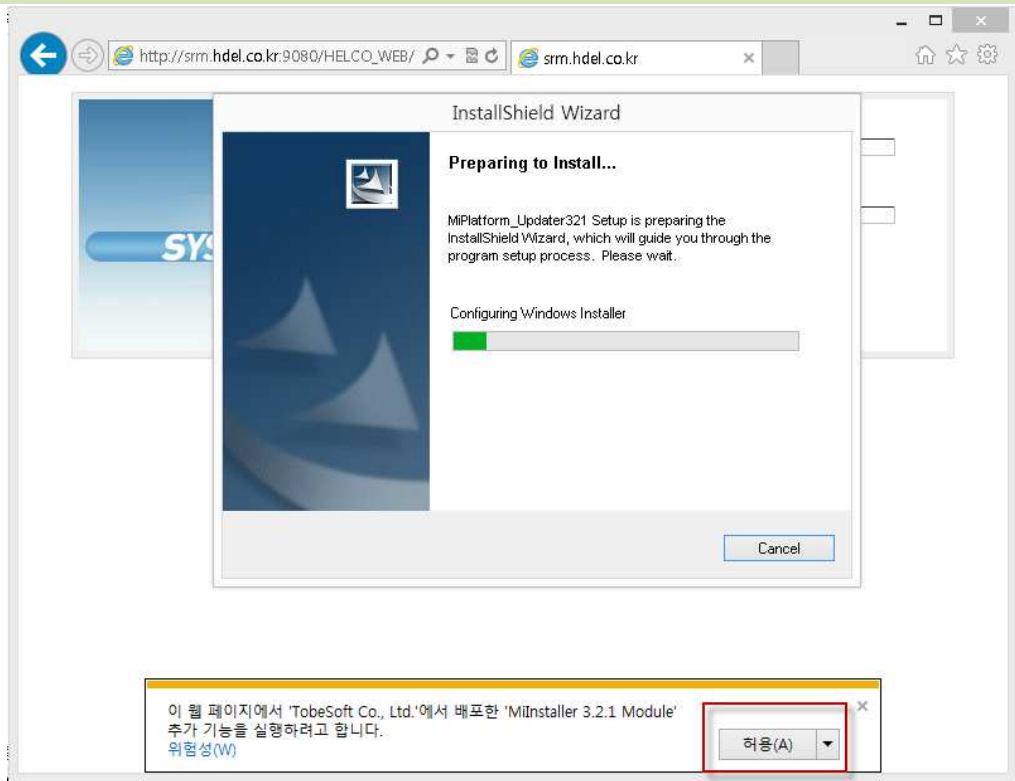 http://srm.hdel.co.kr:9080/HELCO_WEB/
srm.hdel.co.kr
InstallShield Wizard
Preparing to Install...
MiPlatform_Updater321 Setup is preparing the
InstallShield Wizard, which will guide you through the
program setup process. Please wait.
SYS
Configuring Windows Installer
Cancel
이 웹 페이지에서 'TobeSoft Co., Ltd.'에서 배포한 'MiInstaller 3.2.1 Module'
추가 기능을 실행하려고 합니다.
위험성(W)
허용(A)